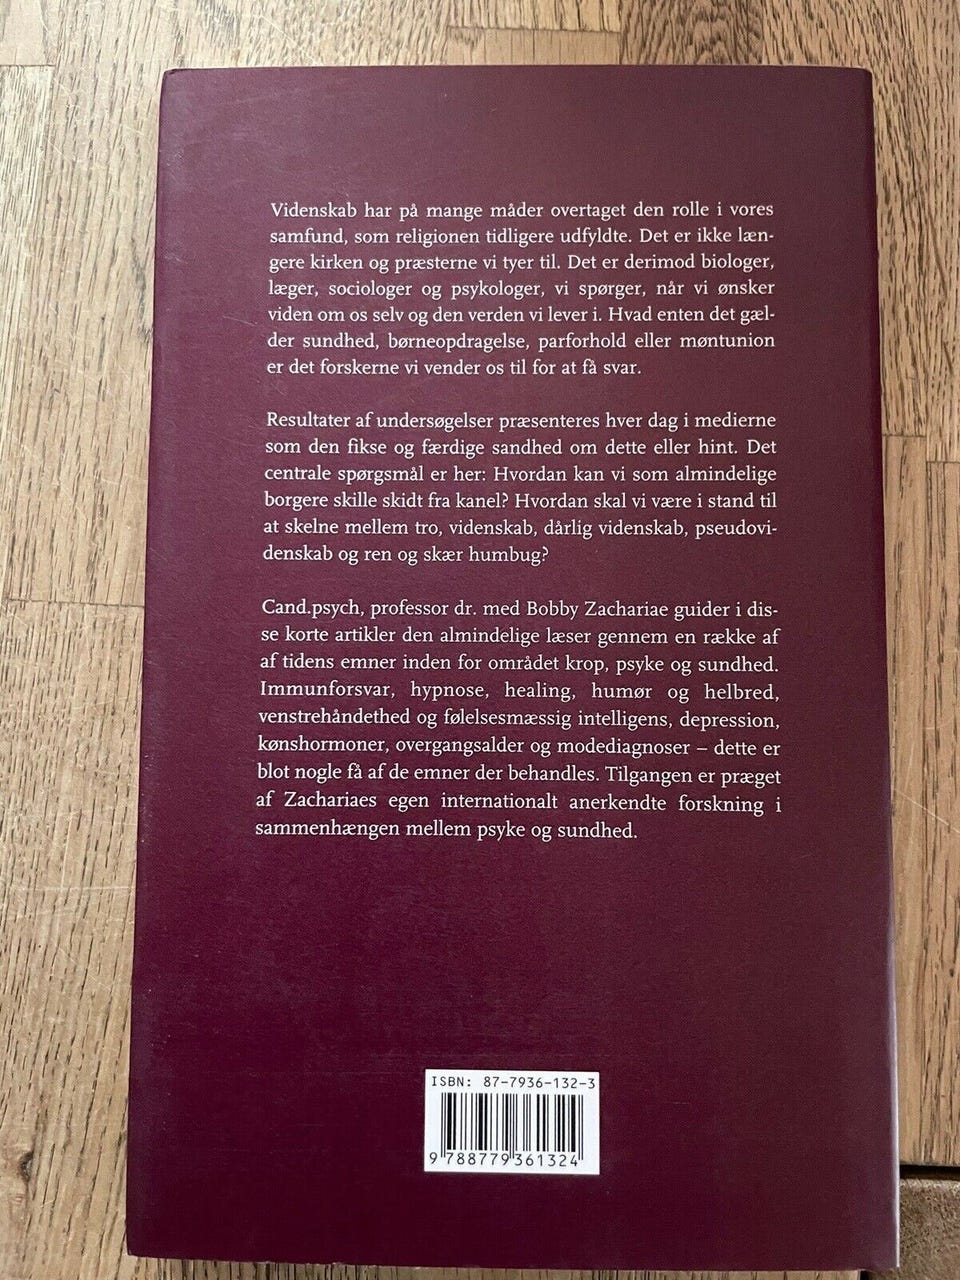 Videnskab har på mange måder overtaget den rolle i vores
samfund, som religionen tidligere udfyldte. Det er ikke læn-
gere kirken og præsterne vi tyer til. Det er derimod biologer,
læger, sociologer og psykologer, vi spørger, når vi ønsker
viden om os selv og den verden vi lever i. Hvad enten det gæl-
der sundhed, børneopdragelse, parforhold eller møntunion
er det forskerne vi vender os til for at få svar.
Resultater af undersøgelser præsenteres hver dag i medierne
som den fikse og færdige sandhed om dette eller hint. Det
centrale spørgsmål er her: Hvordan kan vi som almindelige
borgere skille skidt fra kanel? Hvordan skal vi være i stand til
at skelne mellem tro, videnskab, dårlig videnskab, pseudovi-
denskab og ren og skær humbug?
Cand.psych, professor dr. med Bobby Zachariae guider i dis-
se korte artikler den almindelige læser gennem en række af
af tidens emner inden for området krop, psyke og sundhed.
Immunforsvar, hypnose, healing, humør og helbred,
venstrehåndethed og følelsesmæssig intelligens, depression,
kønshormoner, overgangsalder og modediagnoser – dette er
blot nogle få af de emner der behandles. Tilgangen er præget
af Zachariaes egen internationalt anerkendte forskning i
sammenhængen mellem psyke og sundhed.
ISBN: 87-7936-132-3
9 788779 361324